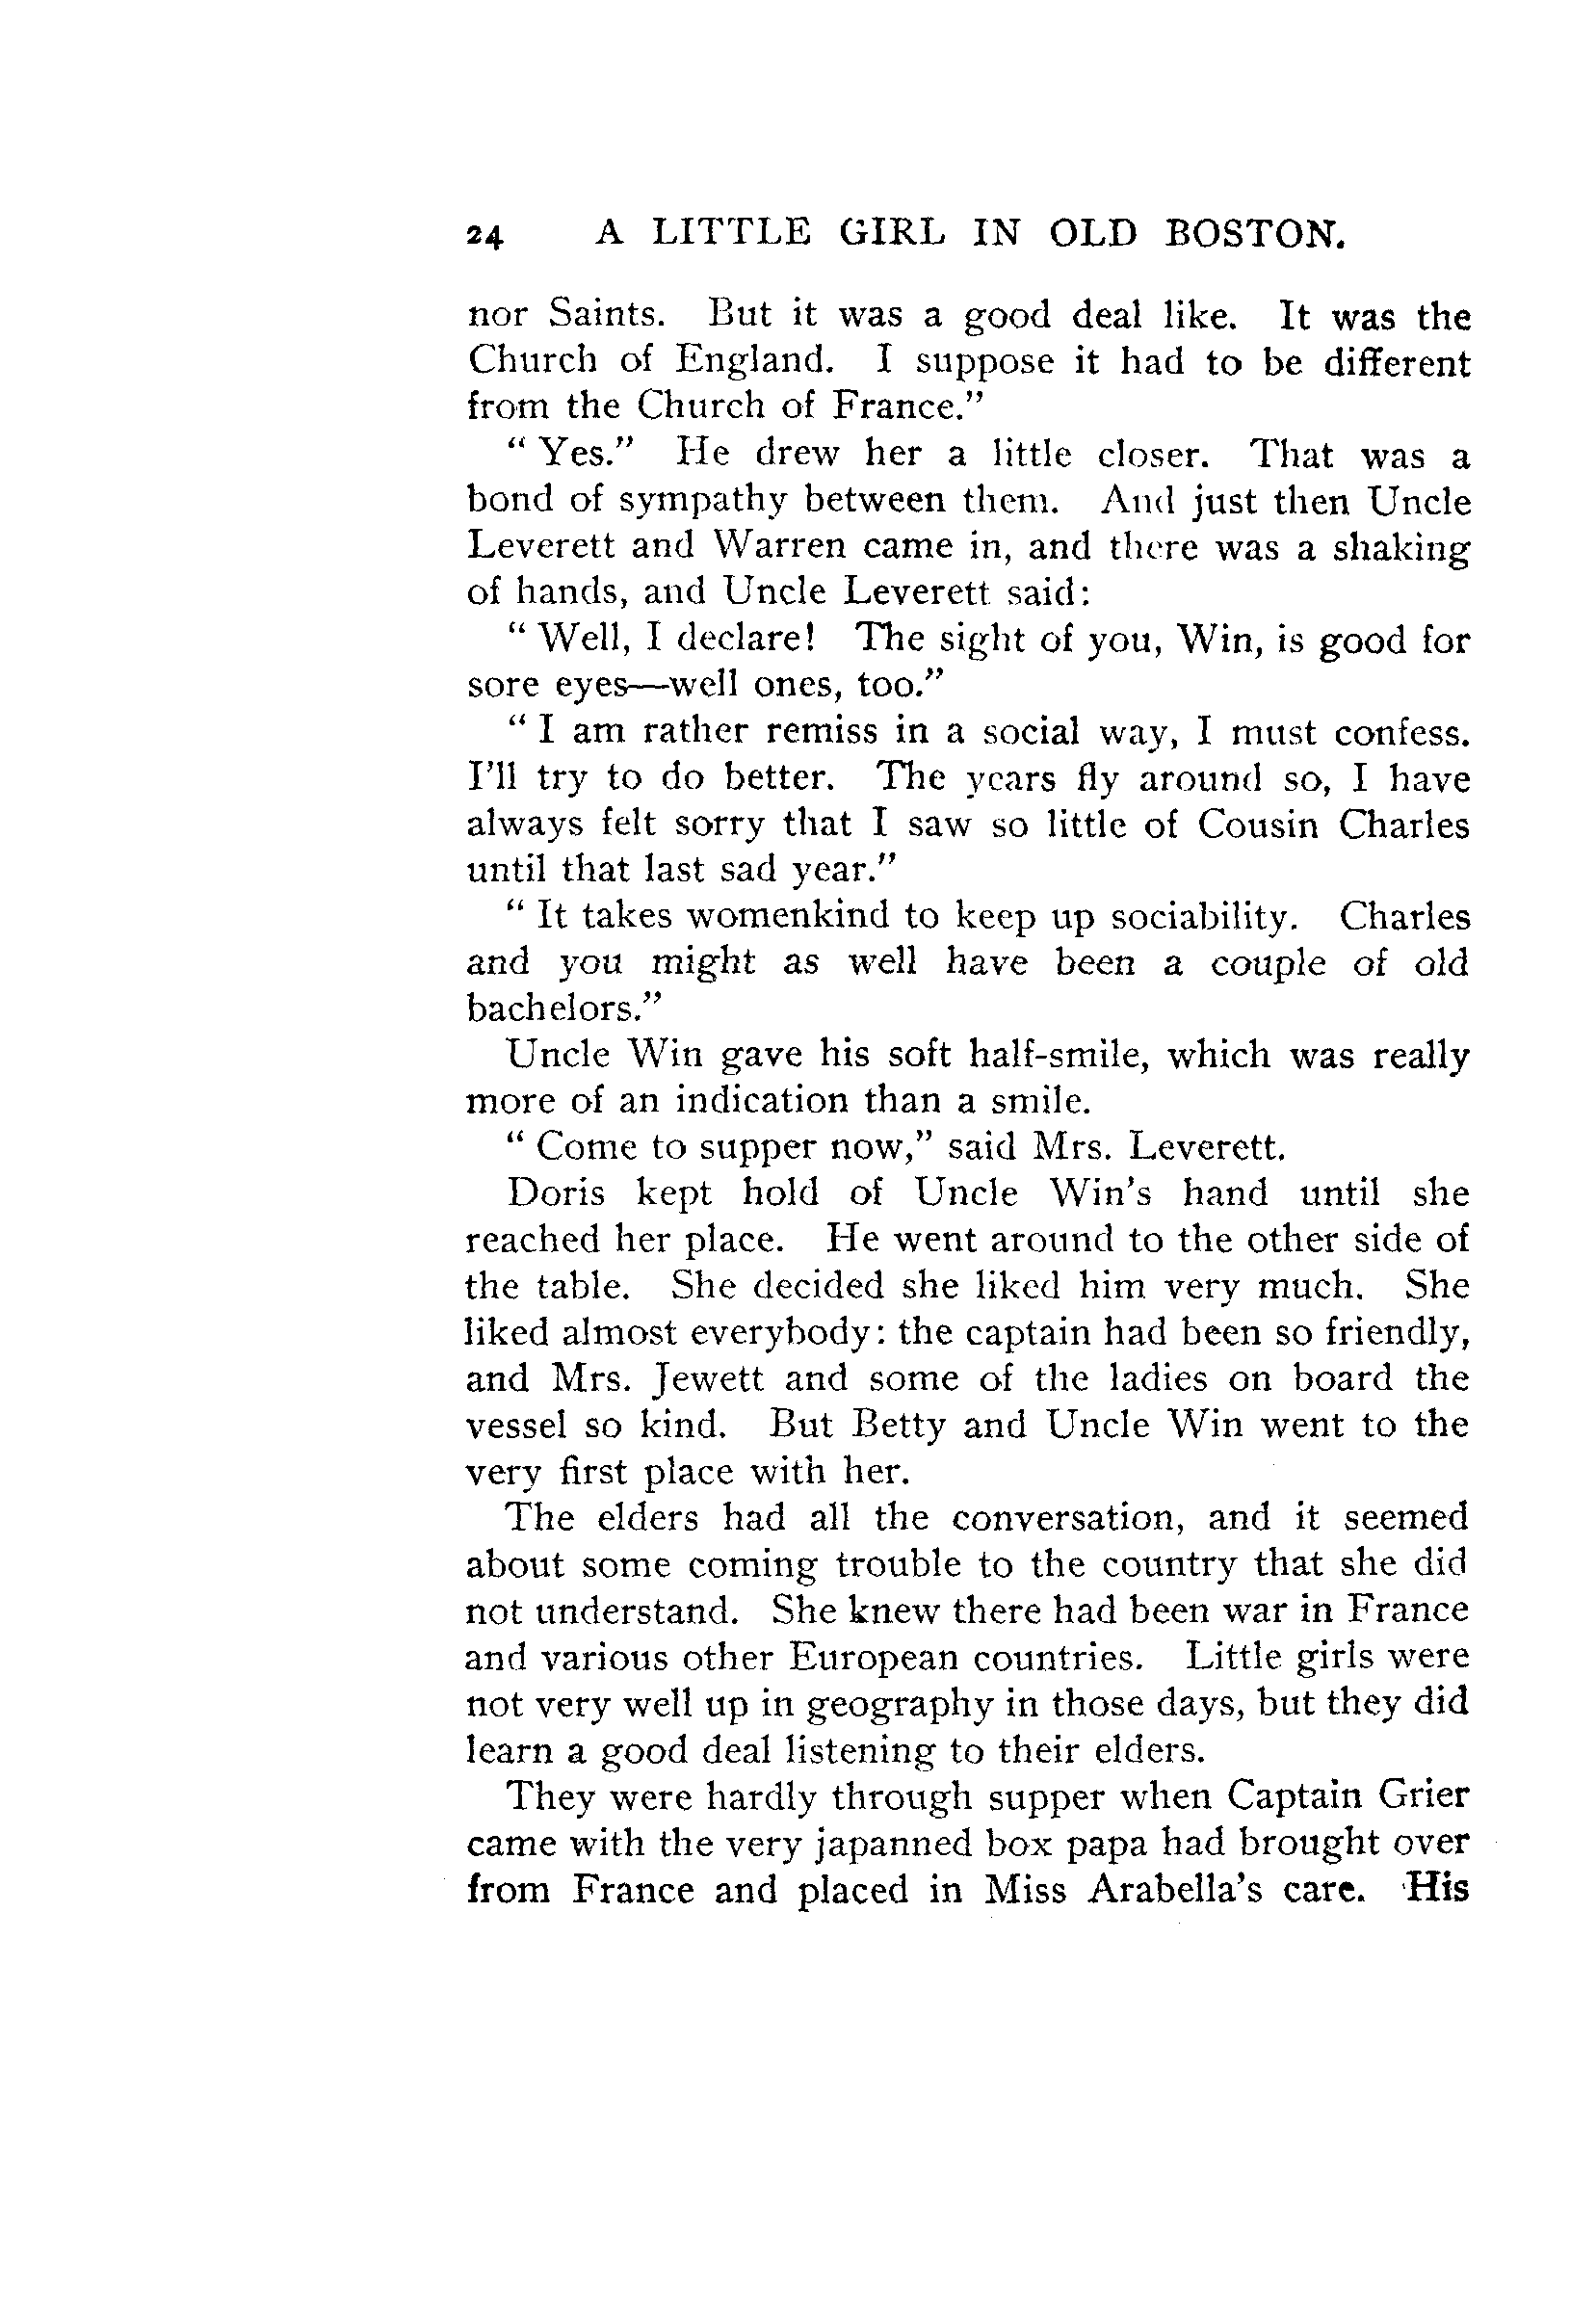 24 A LITTLE GIRL IN OLD BOSTON.
nor Saints. But it was a good deal like. It was the
Church of England. I suppose it had to be different
from the Church of France."
" Yes." He drew her a little closer. That was a
bond of sympathy between them. And just then Uncle
Leverett and Warren came in, and there was a shaking
of hands, and Uncle Leverett said:
" Well, I declare! The sight of you, Win, is good for
sore eyes—well ones, too."
" I am rather remiss in a social way, I must confess.
I'll try to do better. The years fly around so, I have
always felt sorry that I saw so little of Cousin Charles
until that last sad year."
" It takes womenkind to keep up sociability. Charles
and you might as well have been a couple of old
bachelors."
Uncle Win gave his soft half-smile, which was really
more of an indication than a smile.
" Come to supper now," said Mrs. Leverett.
Doris kept hold of Uncle Win's hand until she
reached her place. He went around to the other side of
the table. She decided she liked him very much. She
liked almost everybody: the captain had been so friendly,
and Mrs. Jewett and some of the ladies on board the
vessel so kind. But Betty and Uncle Win went to the
very first place with her.
The elders had all the conversation, and it seemed
about some coming trouble to the country that she did
not understand. She knew there had been war in France
and various other European countries. Little girls were
not very well up in geography in those days, but they did
learn a good deal listening to their elders.
They were hardly through supper when Captain Grier
came with the very japanned box papa had brought over
from France and placed in Miss Arabella's care. His